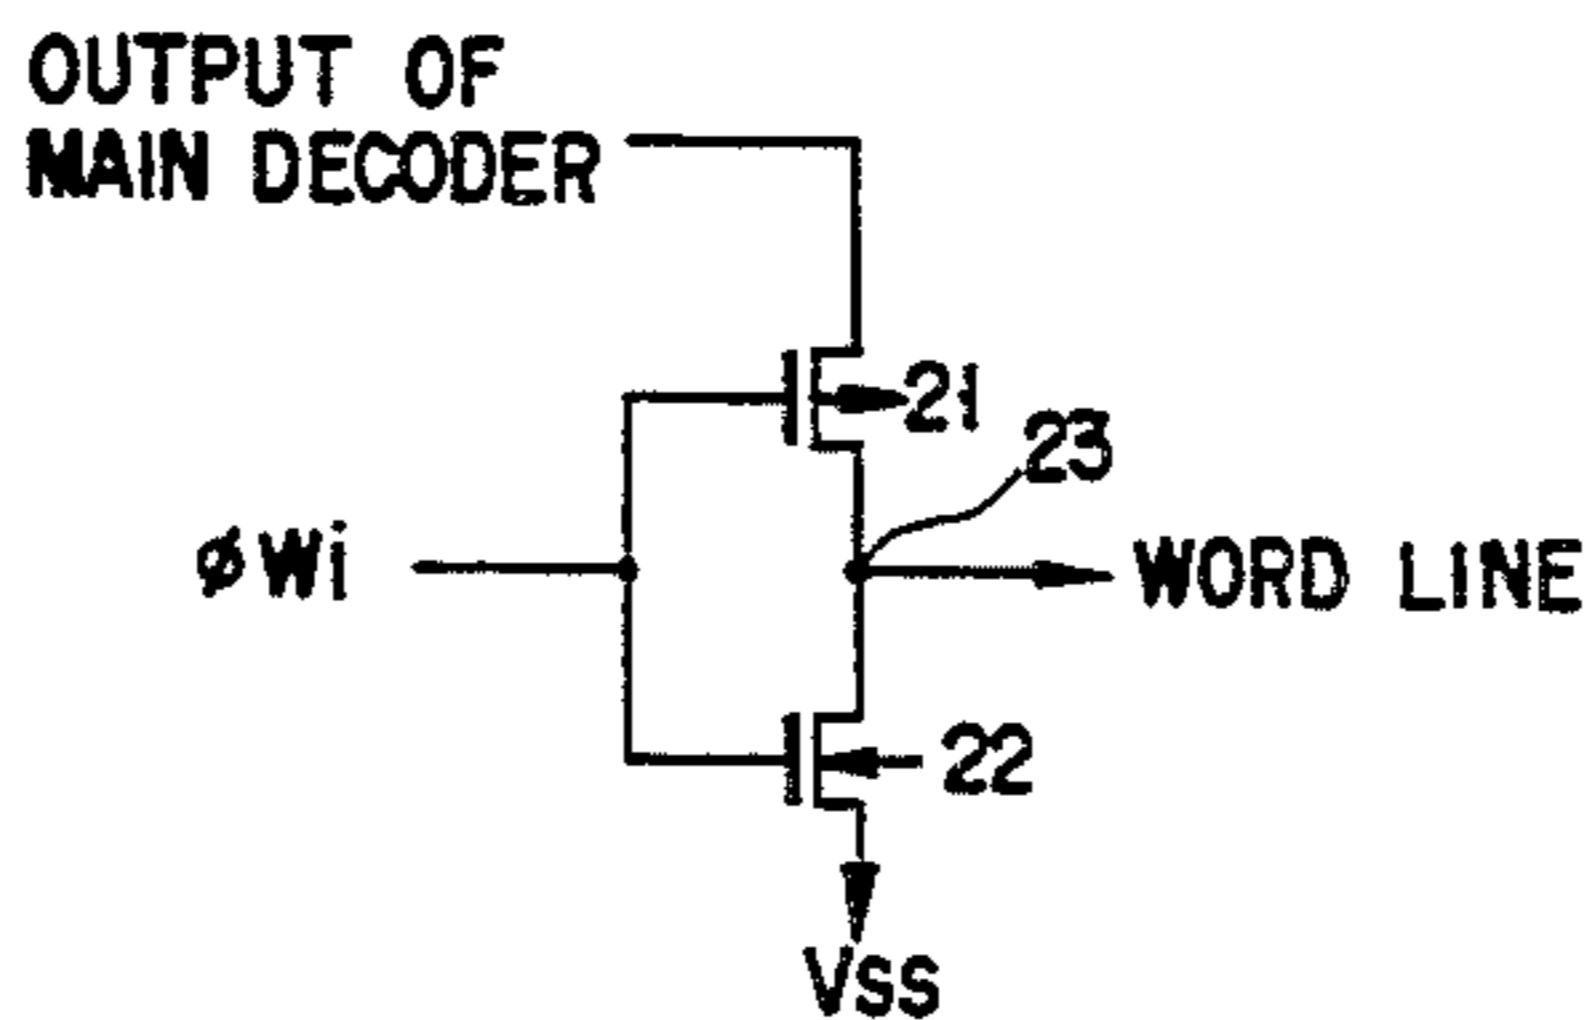 OUTPUT OF
MAIN DECODER
21
23
øWi
WORD LINE
22
VSS